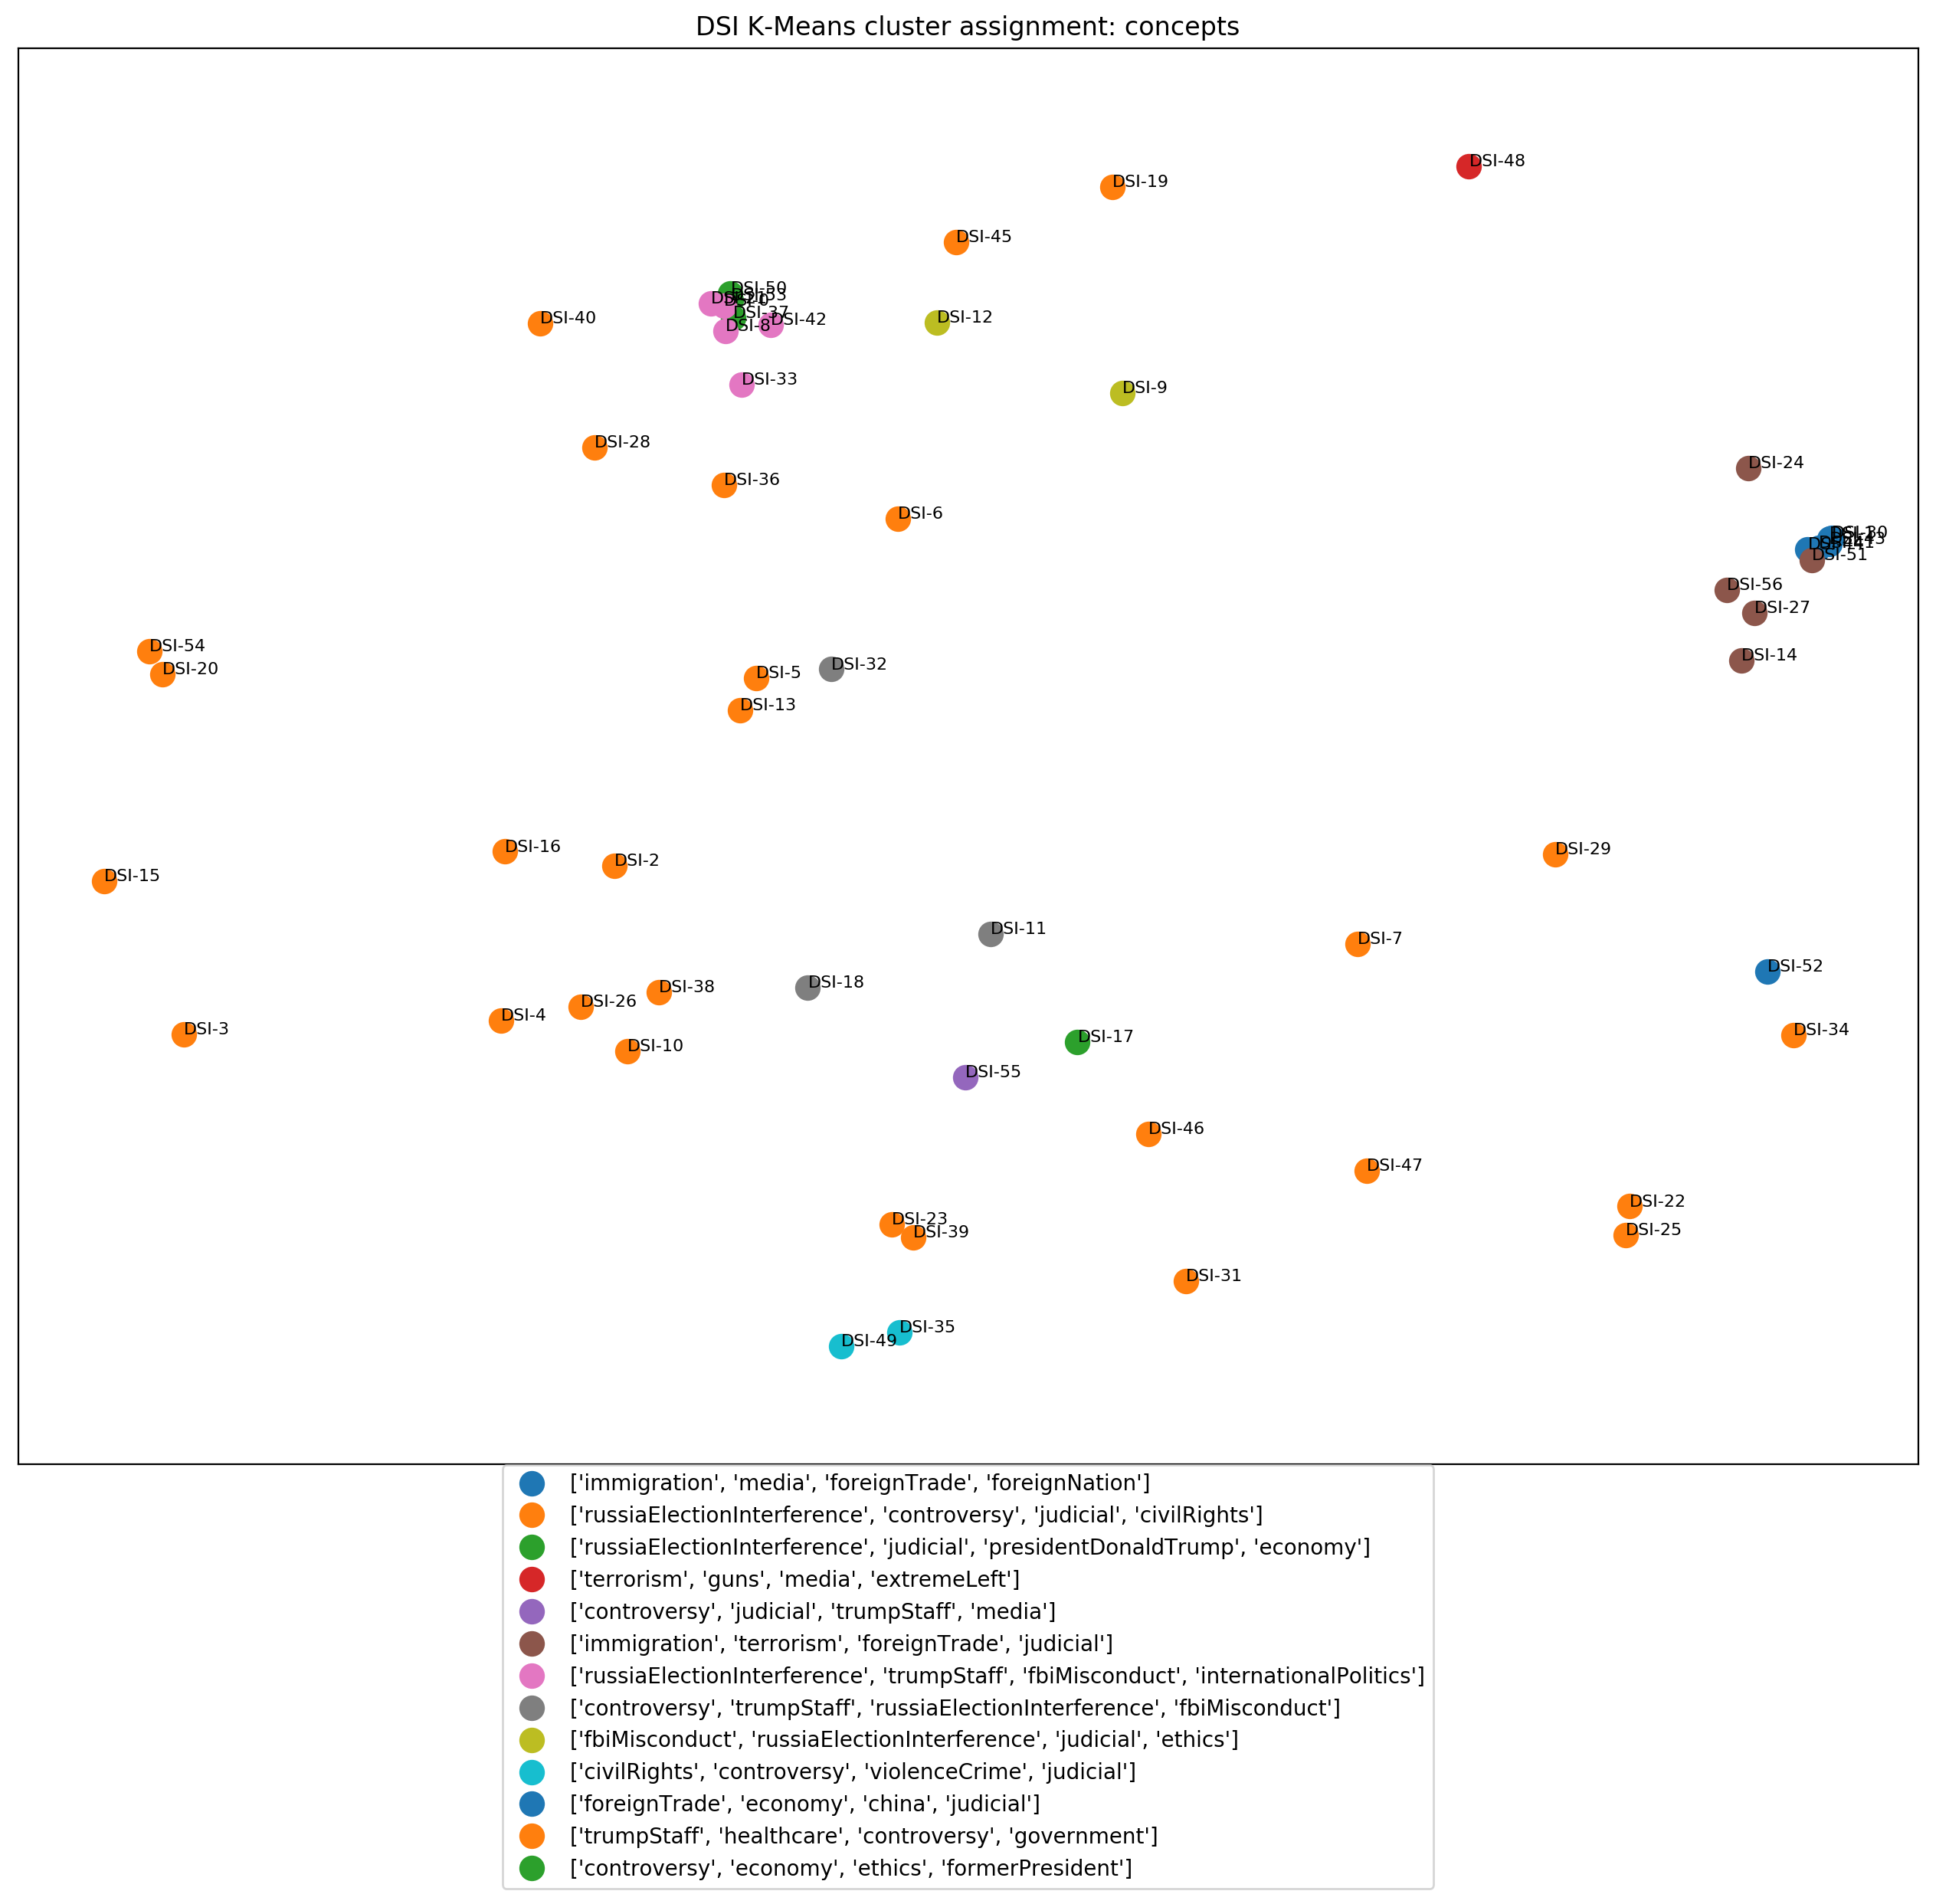 DSI K-Means cluster assignment: concepts
DSI-48
DSI-19
DSI-45
DSI-50
DSI-37
DSI-40
DSI-8
DSI-42
DSI-12
DSI-33
DSI-9
DSI-28
DSI-24
DSI-36
DSI-6
DSI-30
DSI-51
DSI-56
DSI-27
DSI-54
DSI-14
DSI-20
DSI-32
DSI-5
DSI-13
DSI-16
DSI-29
DSI-2
DSI-15
DSI-11
DSI-7
DSI-52
DSI-18
DSI-38
DSI-26
DSI-4
DSI-3
DSI-34
DSI-17
DSI-10
DSI-55
DSI-46
DSI-47
DSI-22
DSI-23
DSI-25
DSI-39
DSI-31
DSI-35
DSI-49
['immigration', 'media', 'foreignTrade', 'foreignNation']
['russiaElectionInterference', 'controversy', 'judicial', 'civilRights']
['russiaElectionInterference', 'judicial', 'presidentDonaldTrump', 'economy']
['terrorism', 'guns', 'media', 'extremeLeft']
['controversy', 'judicial', 'trumpStaff', 'media']
['immigration', 'terrorism', 'foreignTrade', 'judicial']
['russiaElectionInterference', 'trumpStaff', 'fbiMisconduct', 'internationalPolitics']
['controversy', 'trumpStaff', 'russiaElectionInterference', 'fbiMisconduct']
['fbiMisconduct', 'russiaElectionInterference', 'judicial', 'ethics']
['civilRights', 'controversy', 'violenceCrime', 'judicial']
['foreignTrade', 'economy', 'china', 'judicial']
['trumpStaff', 'healthcare', 'controversy', 'government']
['controversy', 'economy', 'ethics', 'formerPresident']